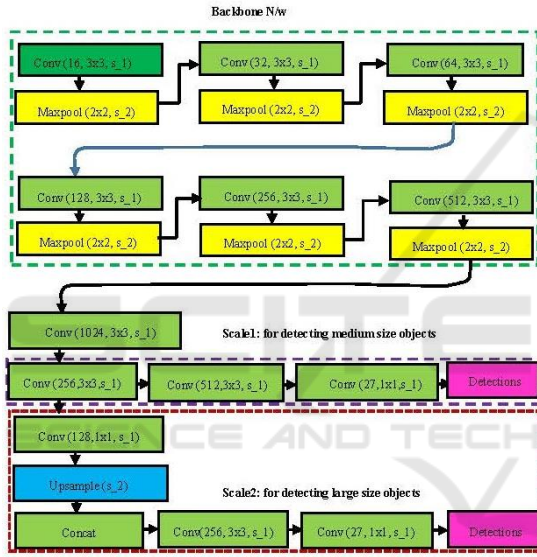 Backbone N/w
Conv (16, 3x3, s_1)
Conv (32, 3x3, s_1)
Conv (64, 3x3, s_1)
Maxpool (2x2, s_2)
Maxpool (2x2, s_2)
Maxpool (2x2, s_2)
Conv (128, 3x3, s_1)
Conv (256, 3x3, s_1)
Conv (512, 3x3, s_1)
Maxpool (2x2, s_2)
Maxpool (2x2, s_2)
Maxpool (2x2, s_2)
Conv (1024, 3x3, s_1)
Scale1: for detecting medium size objects
Conv (256,3x3,s_1)
Conv (512,3x3, s_1)
Conv (27,1x1,s_1)
Detections
Conv (128,1x1, s_1)
SCIENCE AND TECH
Upsample (s_2)
Scale2: for detecting large size objects
Concat
Conv(256, 3x3, s_1)
Conv (27, 1x1, s_1)
Detections